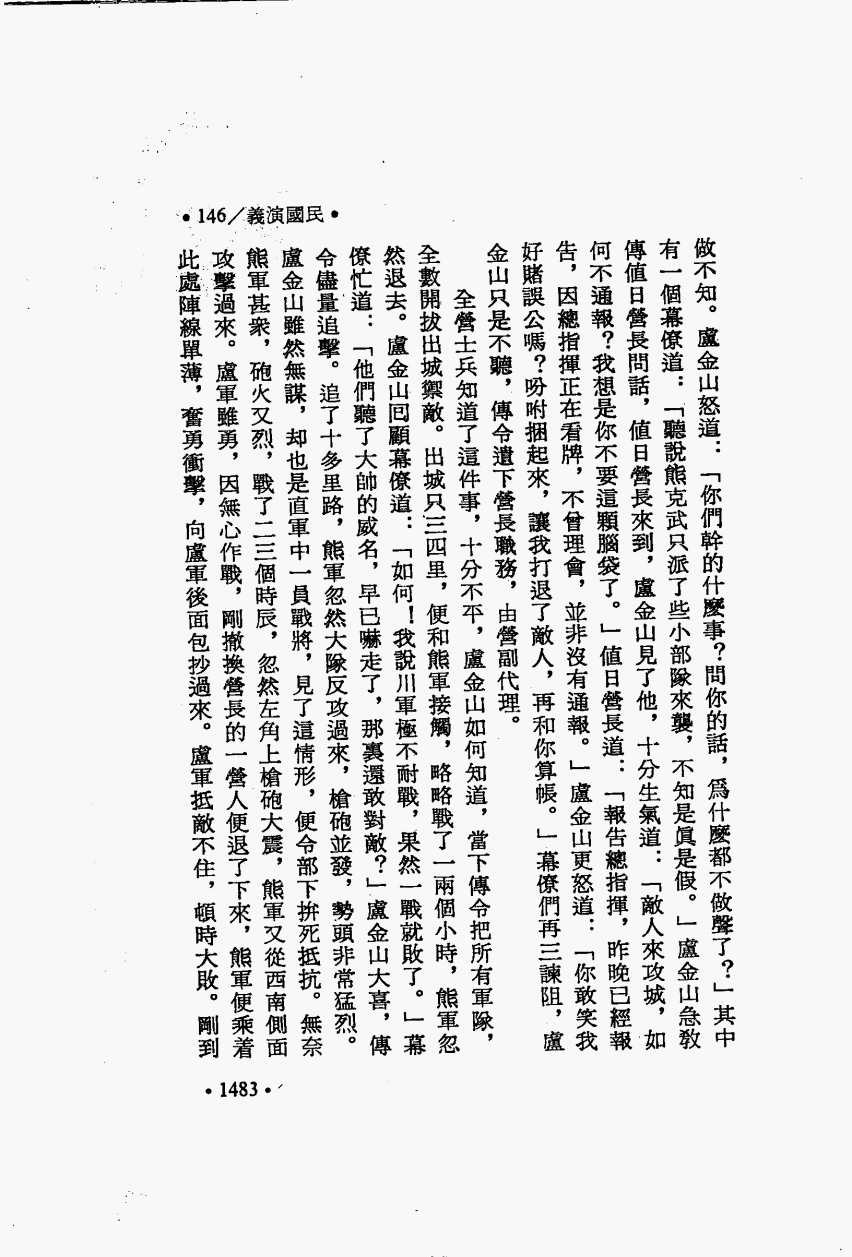 •146／義演國民•
做不知。盧金山怒道：「你們幹的什麼事？問你的話，爲什麼都不做聲了？」其中
有一個幕僚道：「聽說熊克武只派了些小部隊來襲，不知是眞是假。」盧金山急敎
傳值日營長問話，值日營長來到，盧金山見了他，十分生氣道：「敵人來攻城，如
何不通報？我想是你不要這顆腦袋了。」值日營長道：「報告總指揮，昨晚已經報
告，因總指揮正在看牌，不曾理會，並非沒有通報。」盧金山更怒道：「你敢笑我
好賭誤公嗎？吩咐捆起來，讓我打退了敵人，再和你算帳。」幕僚們再三諫阻，盧
金山只是不聽，傳令遺下營長職務，由營副代理。
全營士兵知道了這件事，十分不平，盧金山如何知道，當下傳令把所有軍隊，
全數開拔出城禦敵。出城只三四里，便和熊軍接觸，略略戰了一兩個小時，熊軍忽
然退去。盧金山回顧幕僚道：「如何！我說川軍極不耐戰，果然一戰就敗了。」幕
僚忙道：「他們聽了大帥的威名，早已嚇走了，那裏還敢對敵？」盧金山大喜，傳
令儘量追擊。追了十多里路，熊軍忽然大隊反攻過來，槍砲並發，勢頭非常猛烈。
盧金山雖然無謀，却也是直軍中一員戰將，見了這情形，便令部下拚死抵抗。無奈
熊軍甚衆，砲火又烈，戰了二三個時辰，忽然左角上槍砲大震，熊軍又從西南側面
攻擊過來。盧軍雖勇，因無心作戰，剛撤換營長的一營人便退了下來，熊軍便乘着
此處陣線單薄，奮勇衝擊，向盧軍後面包抄過來。盧軍抵敵不住，頓時大敗。剛到
•1483•